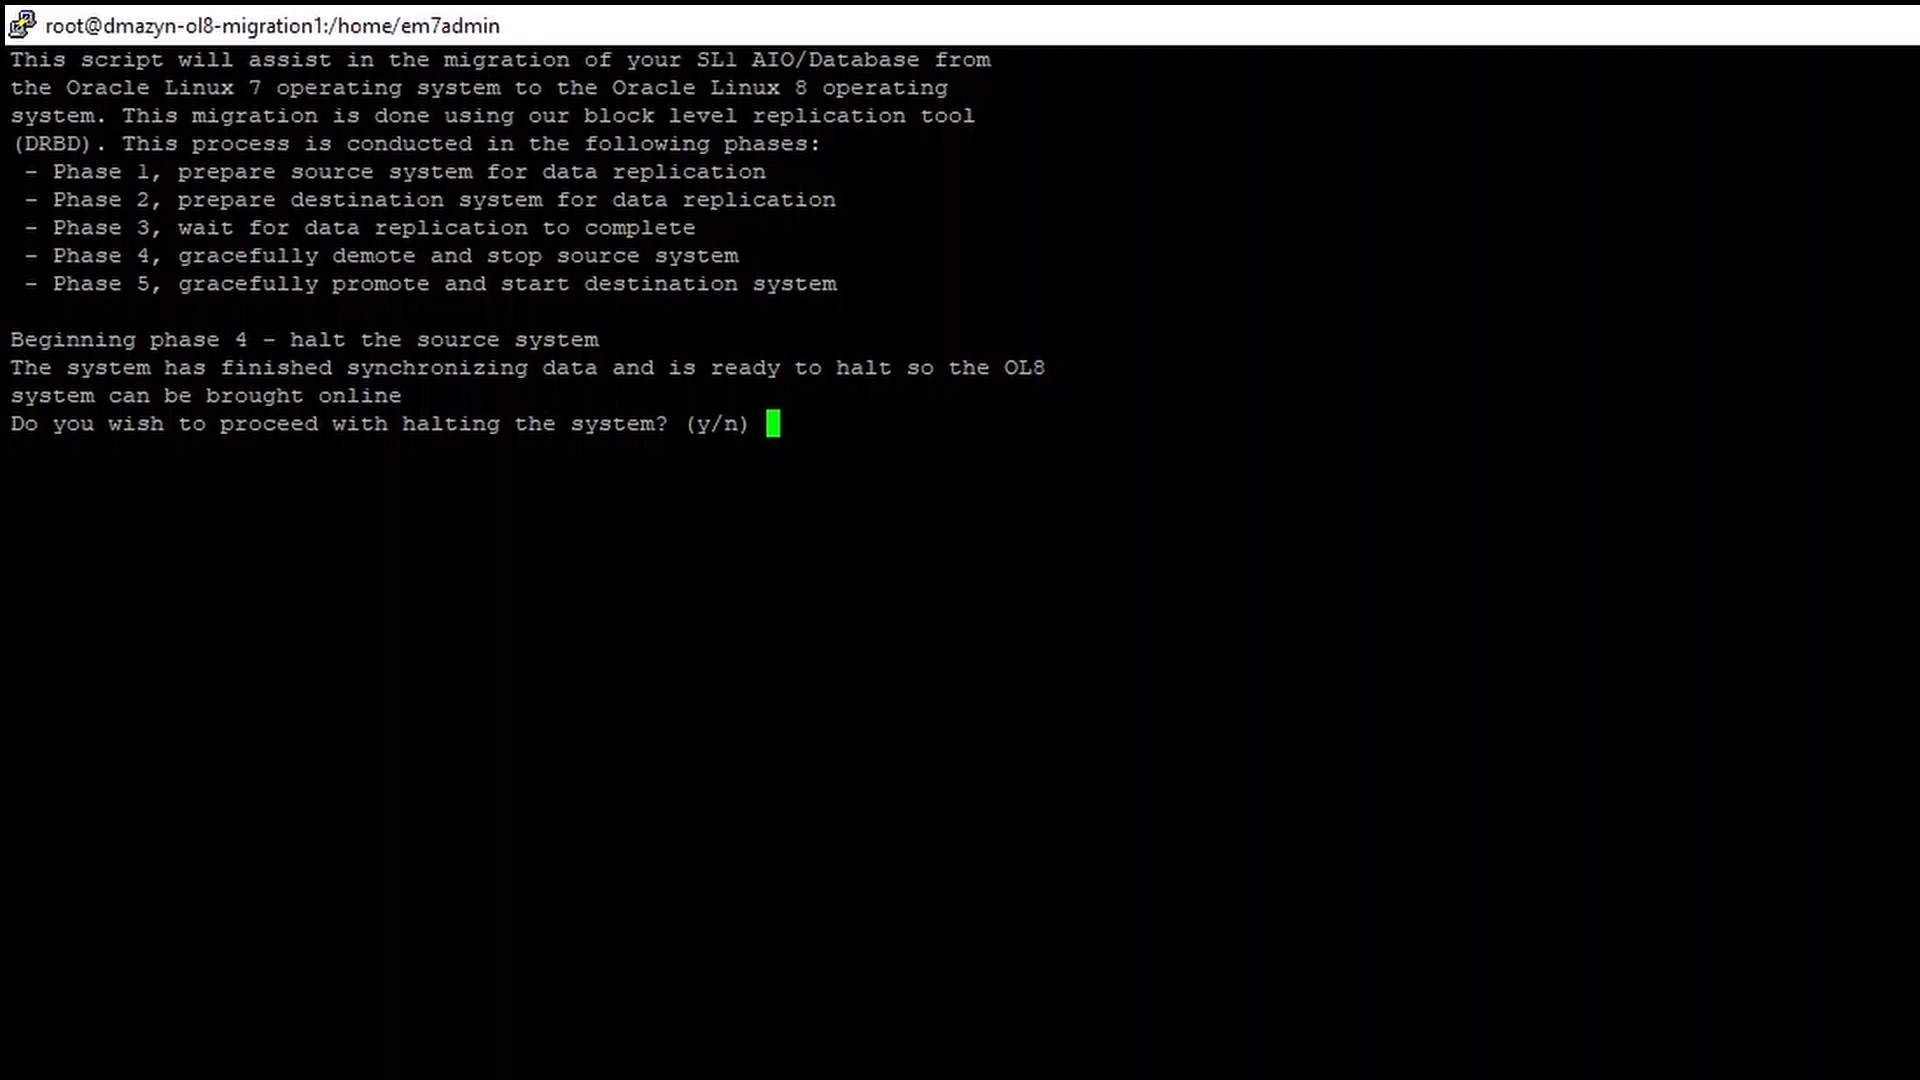 root@dmazyn-ol8-migration1:/home/em7admin
This script will assist in the migration of your SL1 AIO/Database from
the Oracle Linux 7 operating system to the Oracle Linux 8 operating
system. This migration is done using our block level replication tool
(DRBD). This process is conducted in the following phases:
- Phase 1, prepare source system for data replication
- Phase 2, prepare destination system for data replication
- Phase 3, wait for data replication to complete
- Phase 4, gracefully demote and stop source system
- Phase 5, gracefully promote and start destination system
Beginning phase 4 - halt the source system
The system has finished synchronizing data and is ready to halt so the OL8
system can be brought online
Do you wish to proceed with halting the system? (y/n)